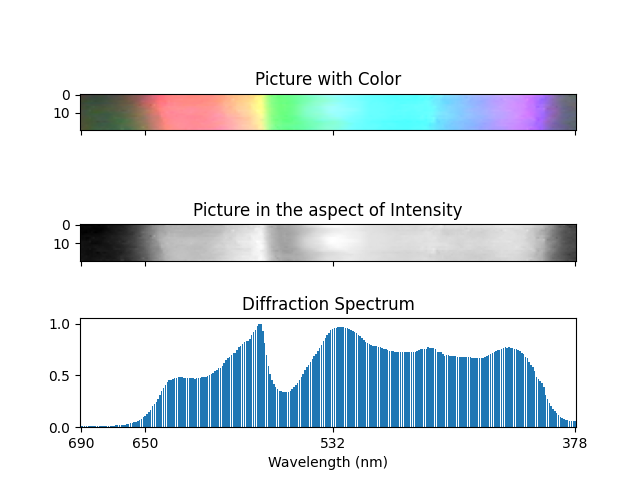 Picture with Color
0
10
Picture in the aspect of Intensity
0
10
Diffraction Spectrum
1.0
0.5
0.0
690 650 532 378
Wavelength (nm)